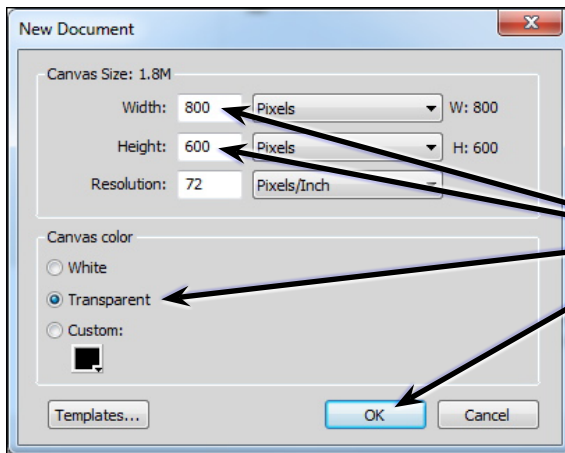 New Document
Canvas Size: 1.8M
Width: 800 Pixels W: 800
Height: 600 Pixels H: 600
Resolution: 72 Pixels/Inch
Canvas color
White
Transparent
Custom:
Templates... OK Cancel